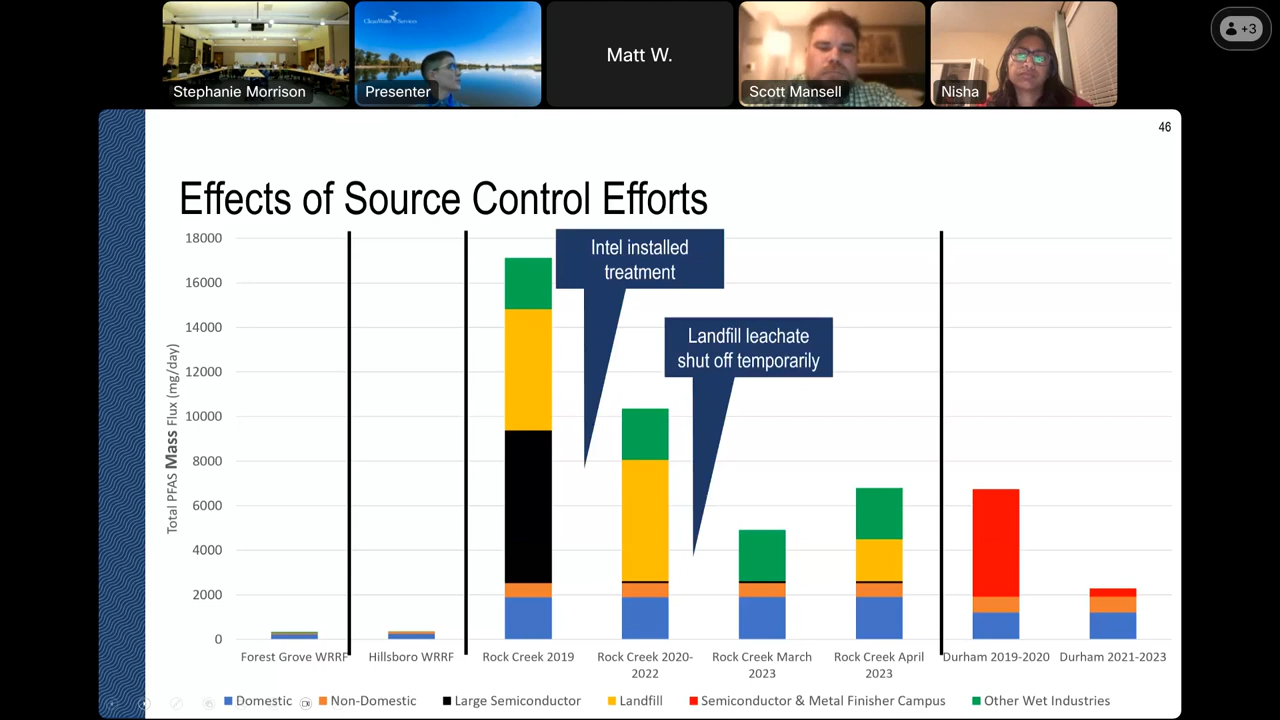 CleanWater Services
+3
Stephanie Morrison
Presenter
Matt W.
Scott Mansell
Nisha
46
Effects of Source Control Efforts
Total PFAS Mass Flux (mg/day)
18000
16000
14000
12000
10000
8000
6000
4000
2000
0
Intel installed
treatment
Landfill leachate
shut off temporarily
Forest Grove WRRF
Hillsboro WRRF
Rock Creek 2019
Rock Creek 2020-
2022
Rock Creek March
2023
Rock Creek April
2023
Durham 2019-2020
Durham 2021-2023
Domestic
Non-Domestic
Large Semiconductor
Landfill
Semiconductor & Metal Finisher Campus
Other Wet Industries